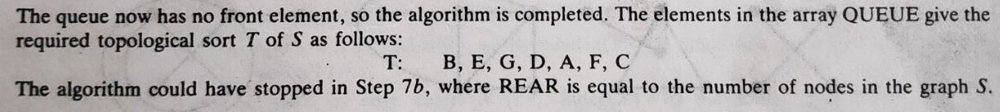 The queue now has no front element, so the algorithm is completed. The elements in the array QUEUE give the
required topological sort T of S as follows:
T: B, E, G, D, A, F, C
The algorithm could have stopped in Step 7b, where REAR is equal to the number of nodes in the graph S.